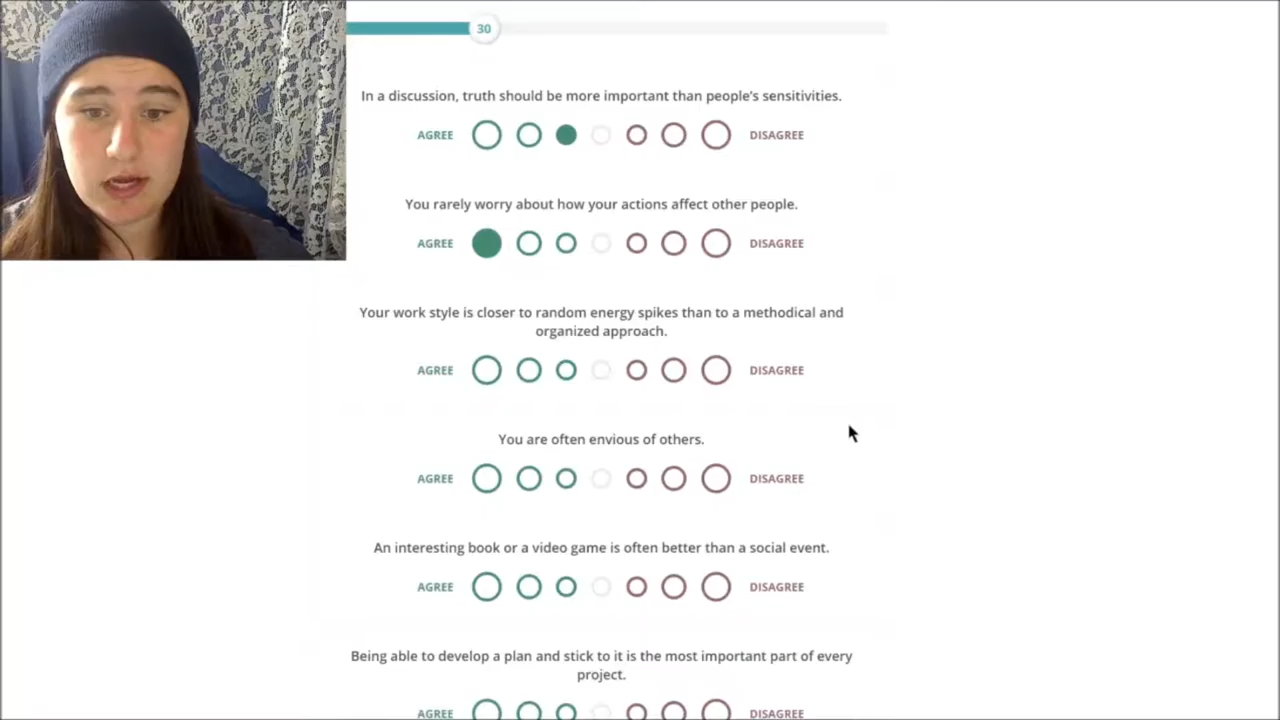 30
In a discussion, truth should be more important than people's sensitivities.
AGREE DISAGREE
You rarely worry about how your actions affect other people.
AGREE DISAGREE
Your work style is closer to random energy spikes than to a methodical and
organized approach.
AGREE DISAGREE
You are often envious of others.
AGREE DISAGREE
An interesting book or a video game is often better than a social event.
AGREE DISAGREE
Being able to develop a plan and stick to it is the most important part of every
project.
AGREE DISAGREE